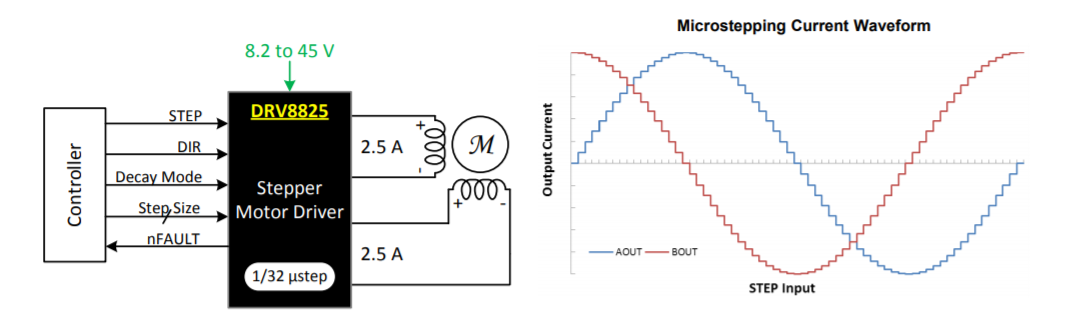 8.2 to 45 V
Controller
STEP
DIR
Decay Mode
Step Size
nFAULT
DRV8825
Stepper
Motor Driver
1/32 µstep
2.5 A
+
-
M
+ -
2.5 A
Microstepping Current Waveform
Output Current
AOUT BOUT
STEP Input